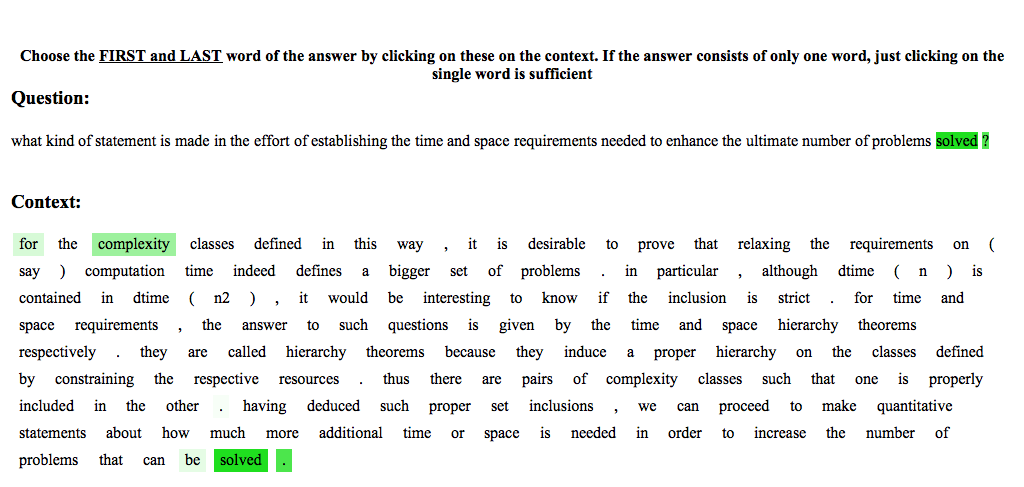 Choose the FIRST and LAST word of the answer by clicking on these on the context. If the answer consists of only one word, just clicking on the
single word is sufficient
Question:
what kind of statement is made in the effort of establishing the time and space requirements needed to enhance the ultimate number of problems solved ?
Context:
for the complexity classes defined in this way , it is desirable to prove that relaxing the requirements on (
say ) computation time indeed defines a bigger set of problems . in particular , although dtime ( n ) is
contained in dtime ( n2 ) , it would be interesting to know if the inclusion is strict . for time and
space requirements , the answer to such questions is given by the time and space hierarchy theorems
respectively . they are called hierarchy theorems because they induce a proper hierarchy on the classes defined
by constraining the respective resources . thus there are pairs of complexity classes such that one is properly
included in the other . having deduced such proper set inclusions , we can proceed to make quantitative
statements about how much more additional time or space is needed in order to increase the number of
problems that can be solved .